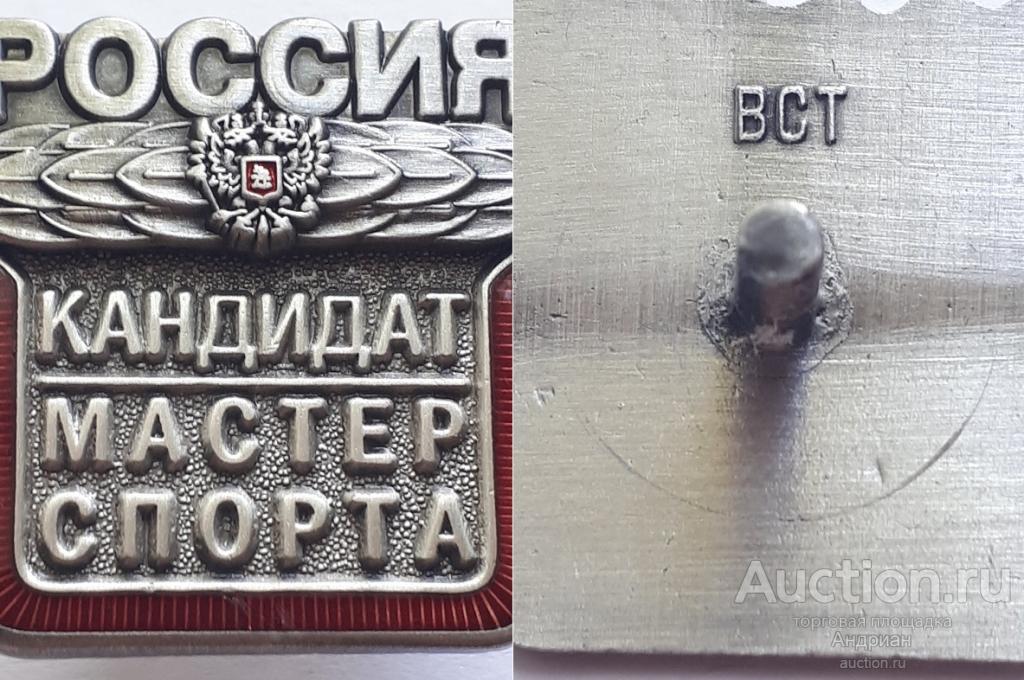 РОССИЯ
КАНДИДАТ
МАСТЕР
СПОРТА
ВСТ
Auction.ru
торговая площадка
Андриан
auction.ru